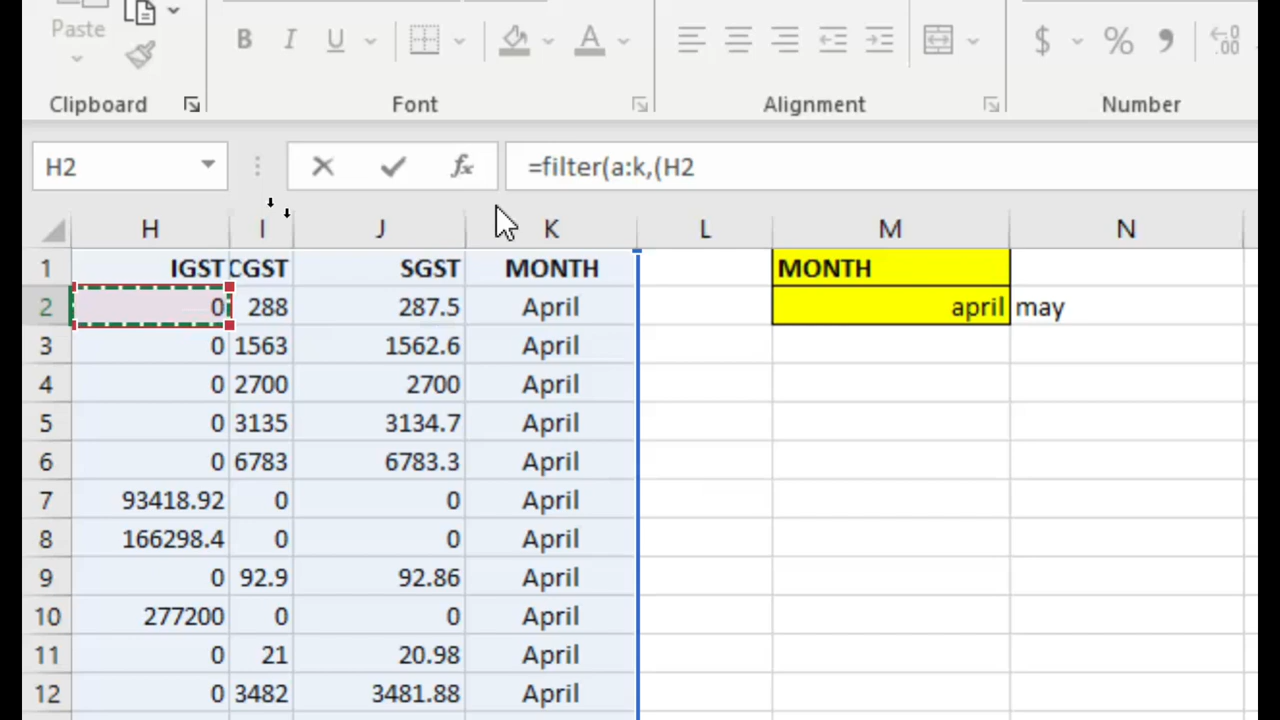 Paste
B I U A $ % 9
Clipboard Font Alignment Number
H2 fx =filter(a:k,(H2
H I J K L M N
1 IGST CGST SGST MONTH MONTH
2 0 288 287.5 April april may
3 0 1563 1562.6 April
4 0 2700 2700 April
5 0 3135 3134.7 April
6 0 6783 6783.3 April
7 93418.92 0 0 April
8 166298.4 0 0 April
9 0 92.9 92.86 April
10 277200 0 0 April
11 0 21 20.98 April
12 0 3482 3481.88 April